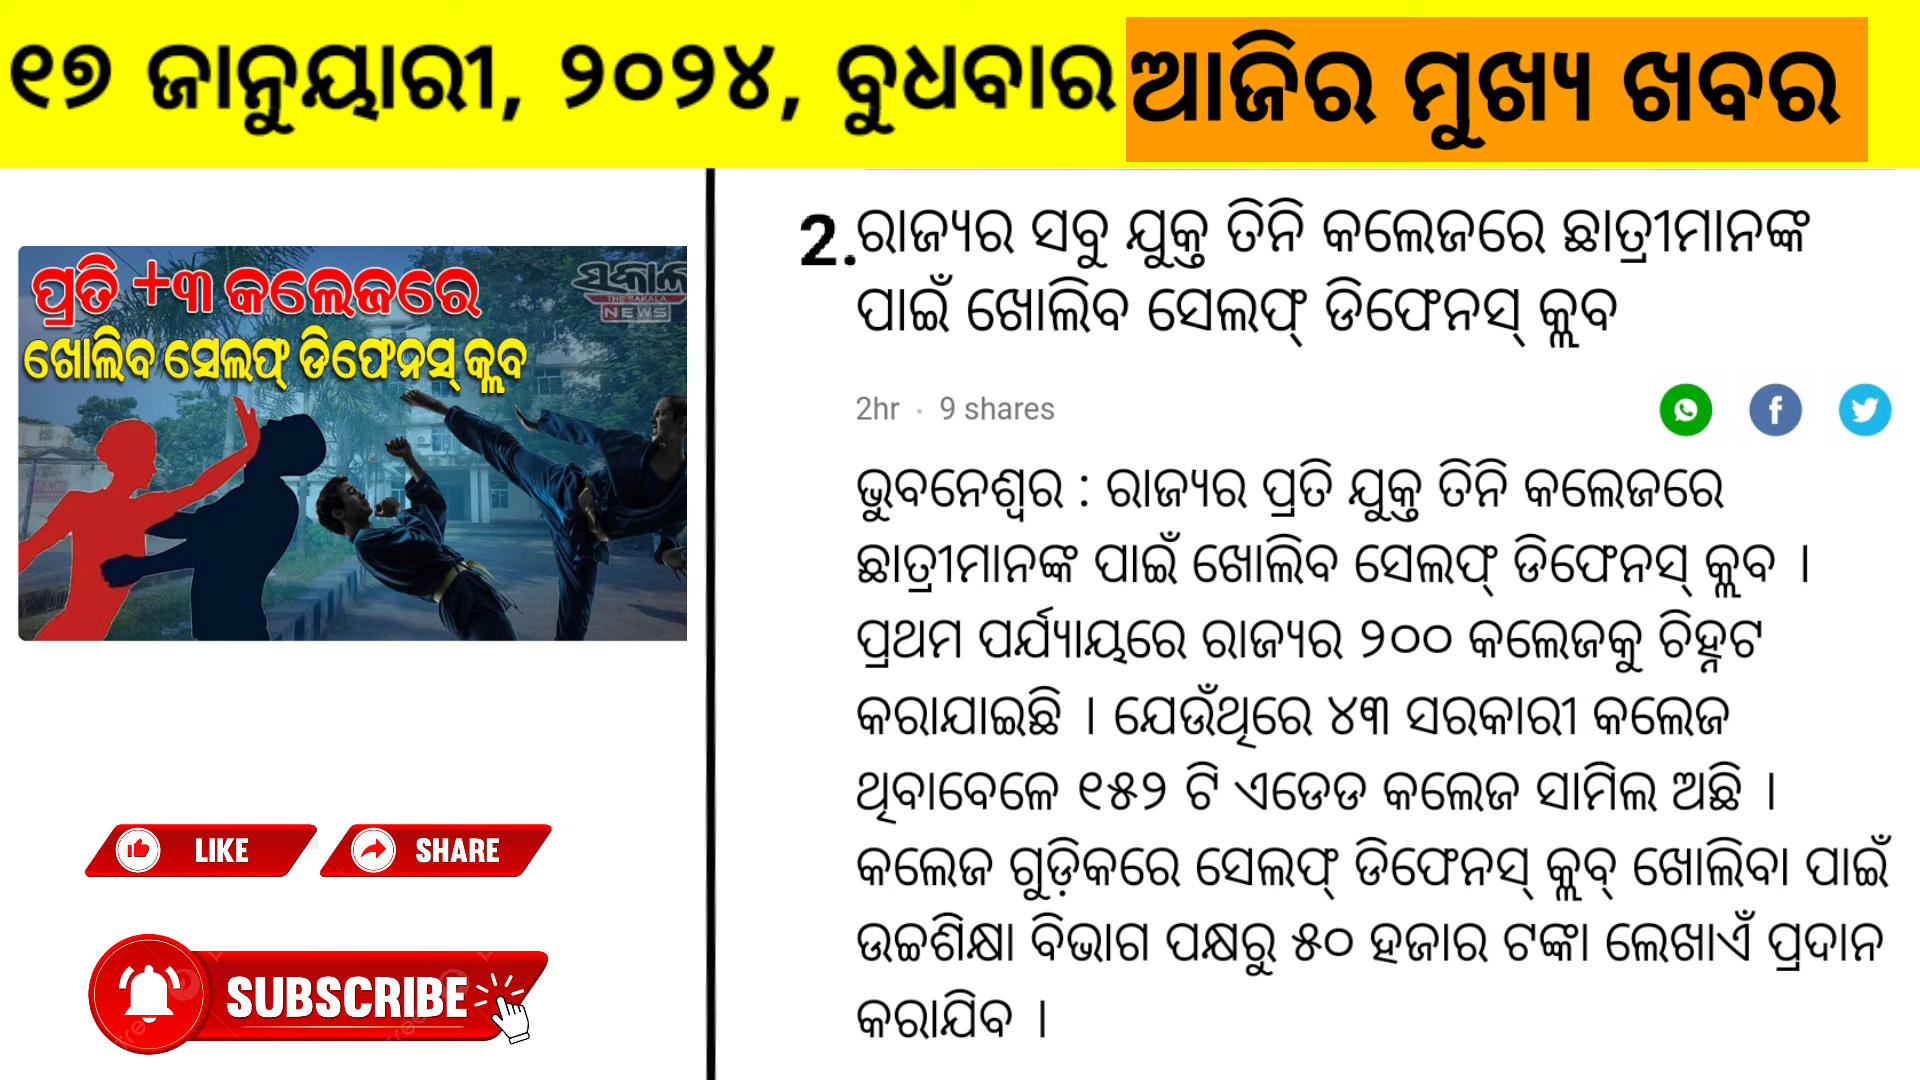 ୧୭ ଜାନୁୟାରୀ, ୨୦୨୪, ବୁଧବାର ଆଜିର ମୁଖ୍ୟ ଖବର
ପ୍ରତି +୩ କଲେଜରେ
ଖୋଲିବ ସେଲଫ୍ ଡିଫେନସ୍ କ୍ଲବ
ସକାଳ
THE SAKALA
NEWS
LIKE
SHARE
SUBSCRIBE
2. ରାଜ୍ୟର ସବୁ ଯୁକ୍ତ ତିନି କଲେଜରେ ଛାତ୍ରୀମାନଙ୍କ
ପାଇଁ ଖୋଲିବ ସେଲଫ୍ ଡିଫେନସ୍ କ୍ଲବ
2hr · 9 shares
ଭୁବନେଶ୍ୱର : ରାଜ୍ୟର ପ୍ରତି ଯୁକ୍ତ ତିନି କଲେଜରେ
ଛାତ୍ରୀମାନଙ୍କ ପାଇଁ ଖୋଲିବ ସେଲଫ୍ ଡିଫେନସ୍ କ୍ଲବ ।
ପ୍ରଥମ ପର୍ଯ୍ୟାୟରେ ରାଜ୍ୟର ୨୦୦ କଲେଜକୁ ଚିହ୍ନଟ
କରାଯାଇଛି । ଯେଉଁଥିରେ ୪୩ ସରକାରୀ କଲେଜ
ଥିବାବେଳେ ୧୫୨ ଟି ଏଡେଡ କଲେଜ ସାମିଲ ଅଛି ।
କଲେଜ ଗୁଡ଼ିକରେ ସେଲଫ୍ ଡିଫେନସ୍ କ୍ଲବ୍ ଖୋଲିବା ପାଇଁ
ଉଚ୍ଚଶିକ୍ଷା ବିଭାଗ ପକ୍ଷରୁ ୫୦ ହଜାର ଟଙ୍କା ଲେଖାଏଁ ପ୍ରଦାନ
କରାଯିବ ।